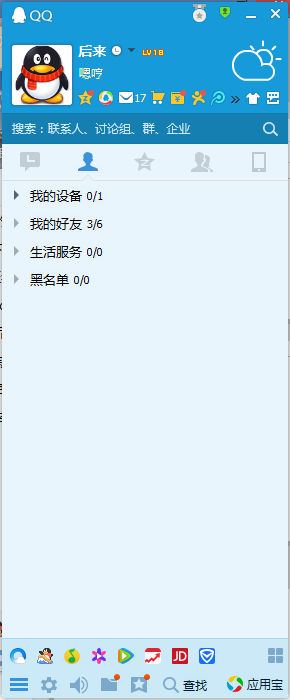 QQ
后来 LV 18
嗯哼
17
搜索：联系人、讨论组、群、企业
我的设备 0/1
我的好友 3/6
生活服务 0/0
黑名单 0/0
JD
查找 应用宝